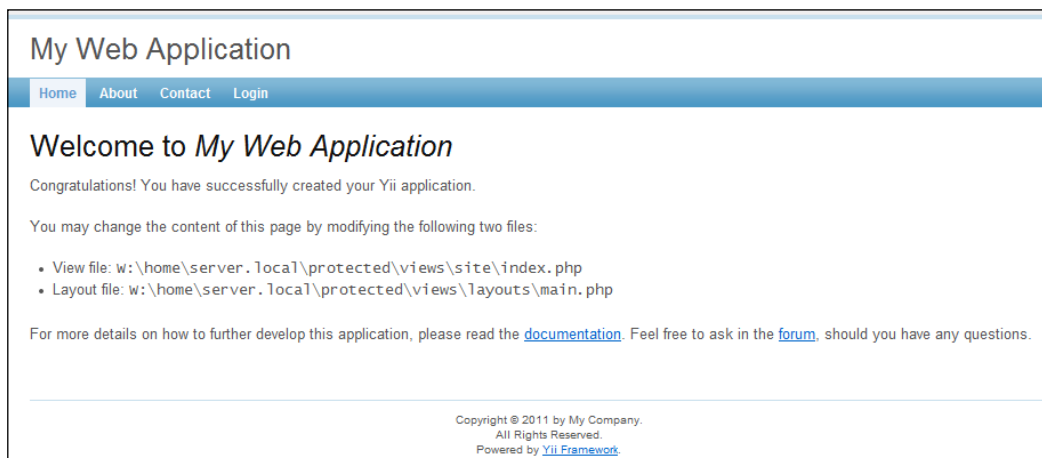 My Web Application
Home About Contact Login
Welcome to My Web Application
Congratulations! You have successfully created your Yii application.
You may change the content of this page by modifying the following two files:
• View file: W:\home\server.local\protected\views\site\index.php
• Layout file: W:\home\server.local\protected\views\layouts\main.php
For more details on how to further develop this application, please read the documentation. Feel free to ask in the forum, should you have any questions.
Copyright © 2011 by My Company.
All Rights Reserved.
Powered by Yii Framework.